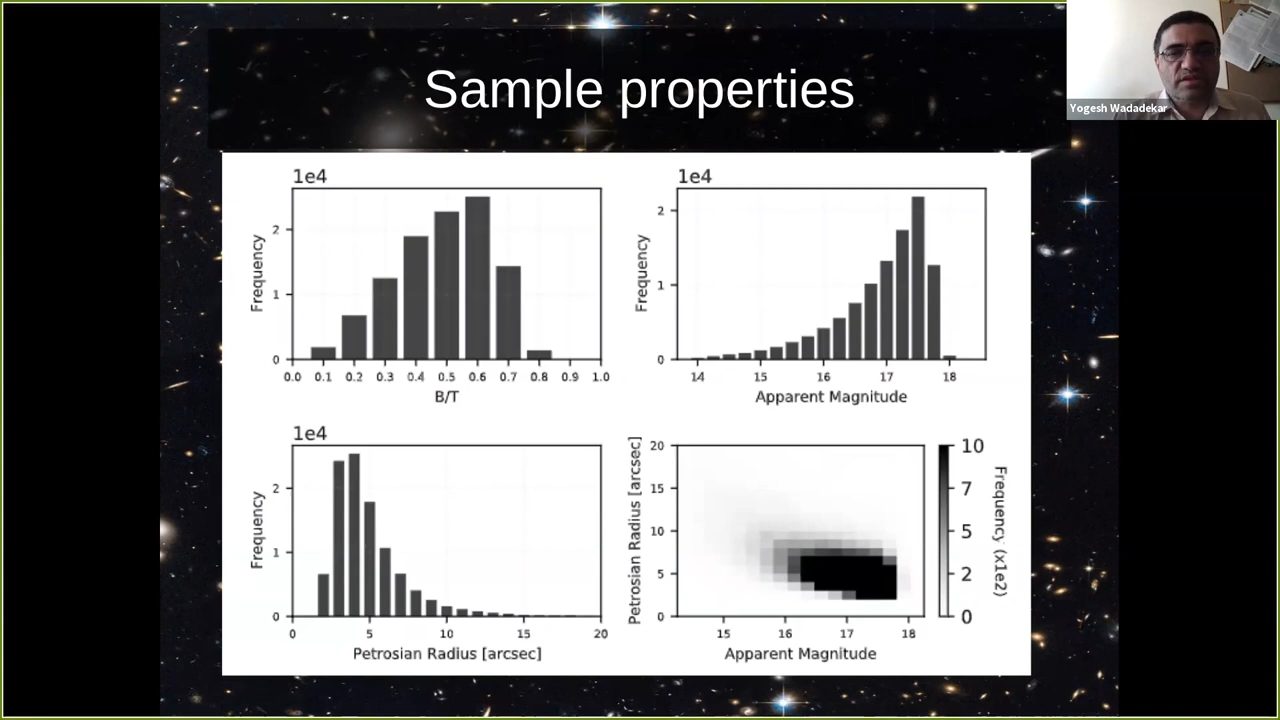 Sample properties
Yogesh Wadadekar
1e4
Frequency
2
1
0
0.0 0.1 0.2 0.3 0.4 0.5 0.6 0.7 0.8 0.9 1.0
B/T
1e4
Frequency
2
1
0
14 15 16 17 18
Apparent Magnitude
1e4
Frequency
2
1
0
0 5 10 15 20
Petrosian Radius [arcsec]
Petrosian Radius [arcsec]
20
15
10
5
0
15 16 17 18
Apparent Magnitude
10
7
5
2
0
Frequency (x1e2)